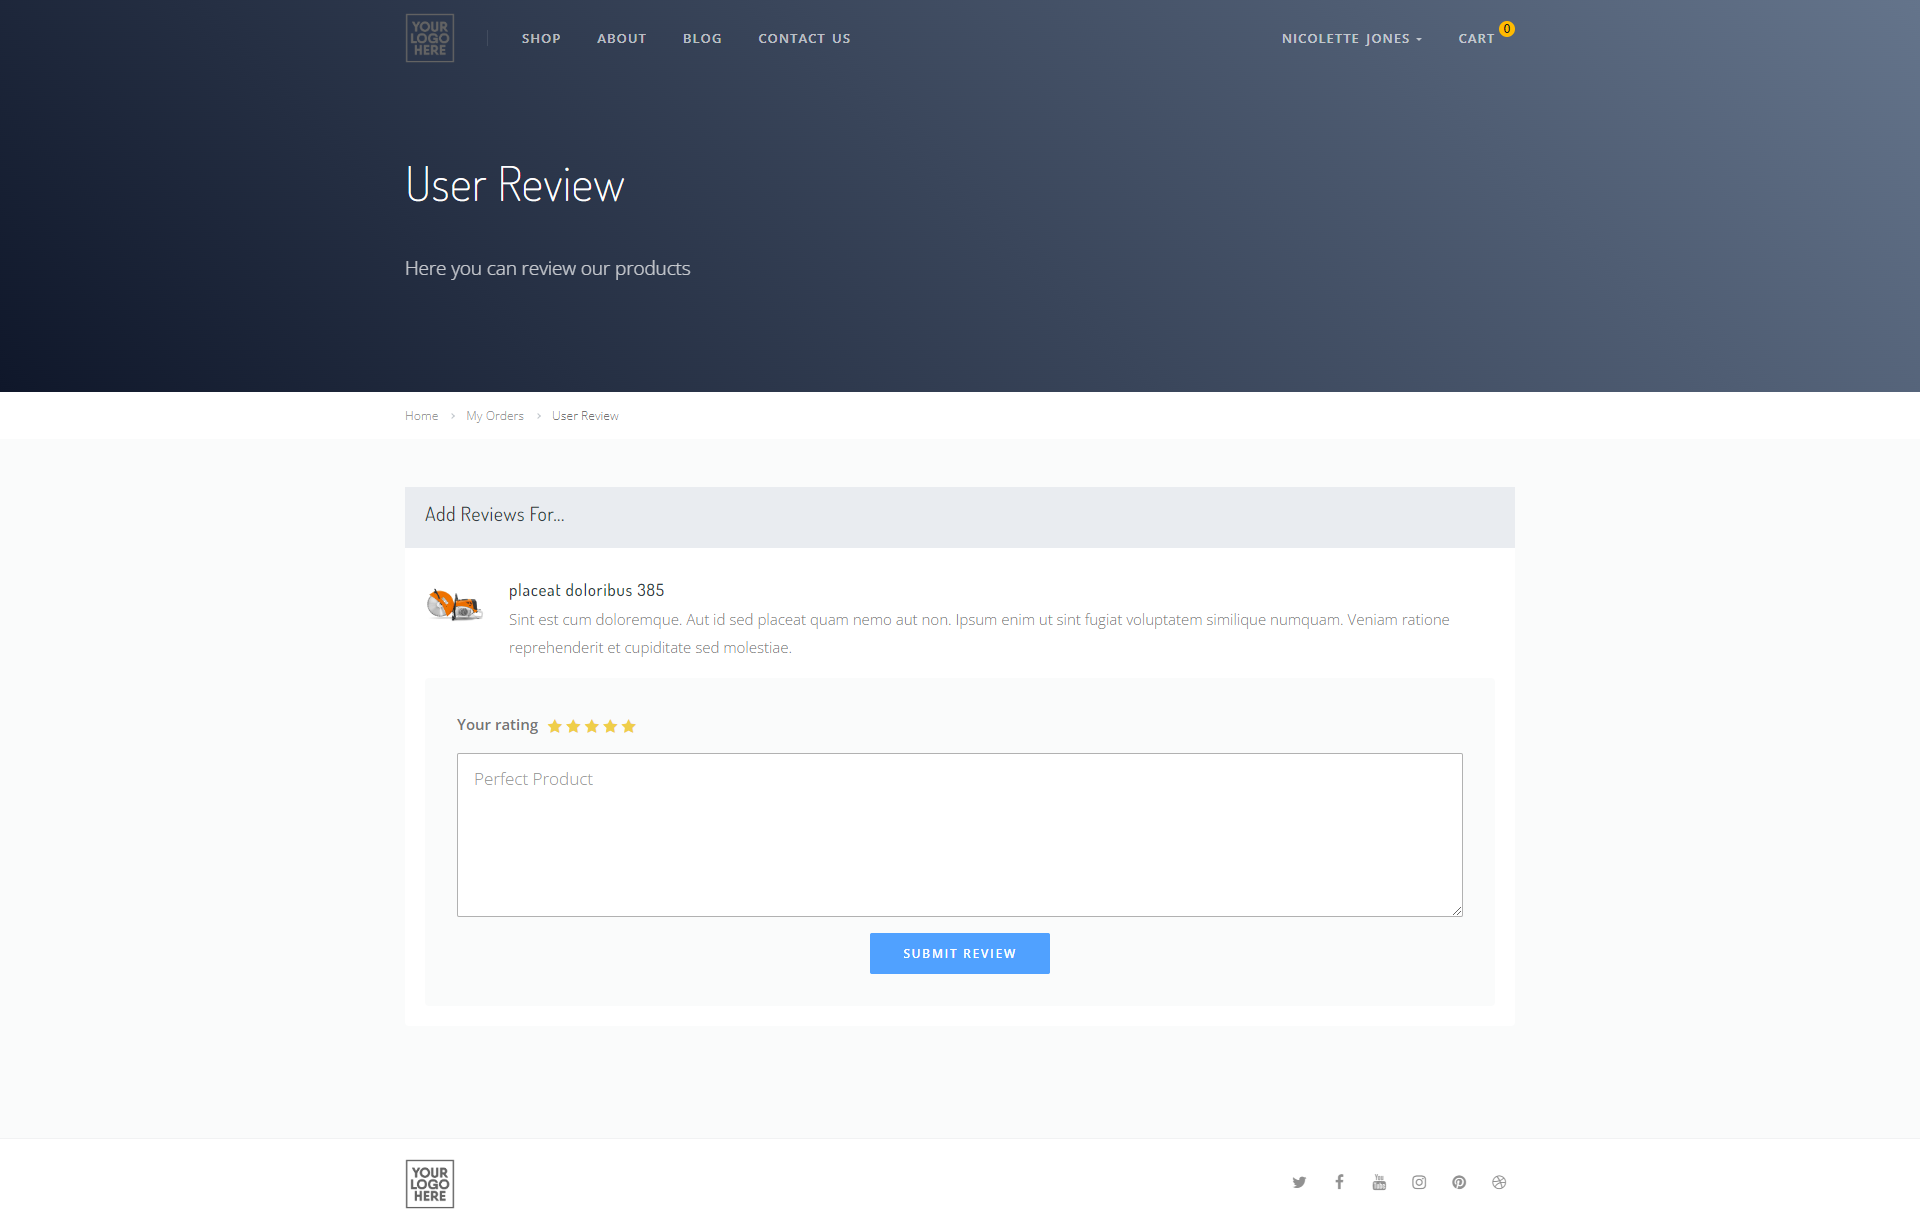 YOUR
LOGO
HERE
SHOP
ABOUT
BLOG
CONTACT US
NICOLETTE JONES
CART
0
User Review
Here you can review our products
Home
My Orders
User Review
Add Reviews For...
placeat doloribus 385
Sint est cum doloremque. Aut id sed placeat quam nemo aut non. Ipsum enim ut sint fugiat voluptatem similique numquam. Veniam ratione
reprehenderit et cupiditate sed molestiae.
Your rating
Perfect Product
SUBMIT REVIEW
YOUR
LOGO
HERE
You
Tube